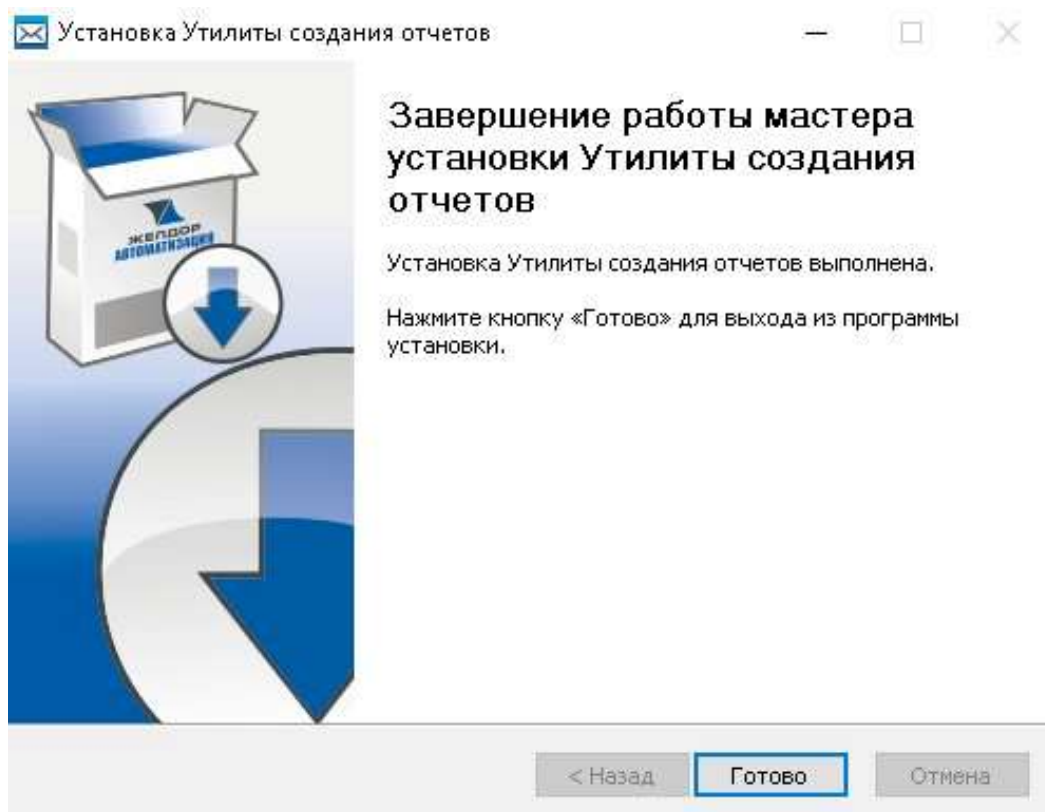 Установка Утилиты создания отчетов
Завершение работы мастера
установки Утилиты создания
отчетов
ЖЕЛДОР
АВТОМАТИЗАЦИЯ
Установка Утилиты создания отчетов выполнена.
Нажмите кнопку «Готово» для выхода из программы
установки.
< Назад
Готово
Отмена